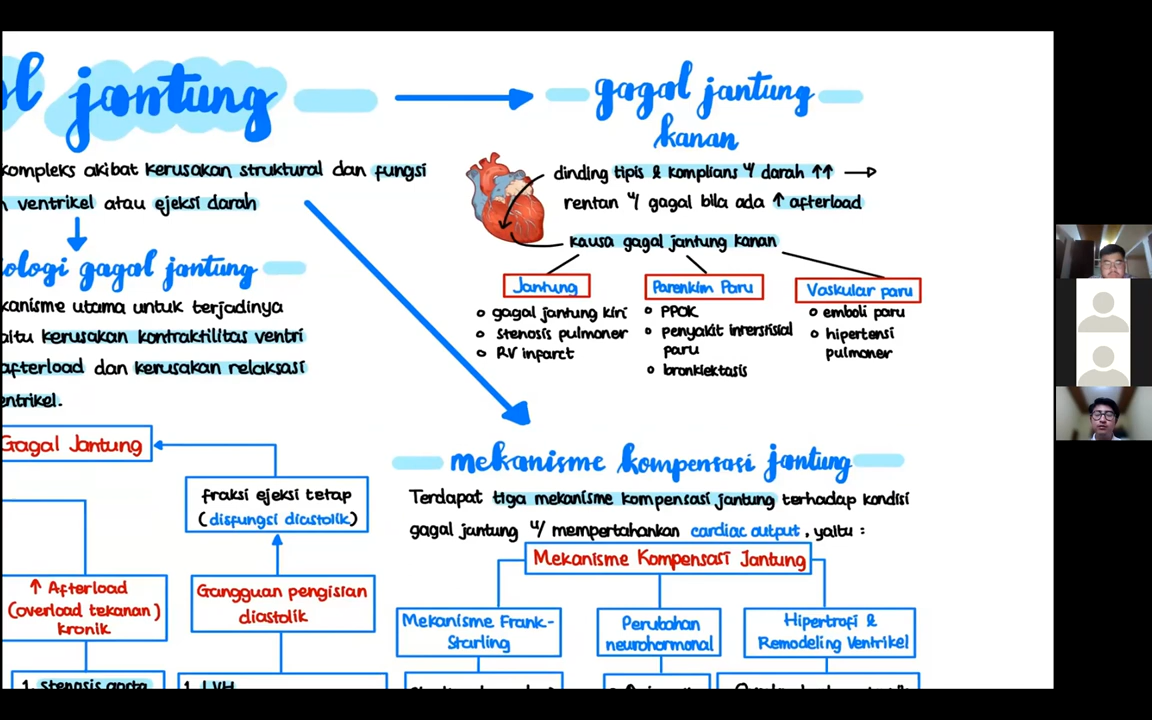 jantung
kompleks akibat kerusakan struktural dan fungsi
ventrikel atau ejeksi darah
ologi gagal jantung
kanisme utama untuk terjadinya
aitu kerusakan kontraktilitas ventri
afterload dan kerusakan relaksasi
entrikel.
Gagal Jantung
fraksi ejeksi tetap
(disfungsi diastolik)
↑ Afterload
(overload tekanan)
kronik
Gangguan pengisian
diastolik
1. stenosis aorta
1. LVH
gagal jantung
kanan
dinding tipis & komplians u/ darah ↑↑ →
rentan u/ gagal bila ada ↑ afterload
kausa gagal jantung kanan
Jantung
gagal jantung kiri
stenosis pulmoner
RV infarct
Parenkim Paru
PPOK
penyakit intersisial
paru
bronkiektasis
Vaskular paru
emboli paru
hipertensi
pulmoner
mekanisme kompensasi jantung
Terdapat tiga mekanisme kompensasi jantung terhadap kondisi
gagal jantung u/ mempertahankan cardiac output, yaitu :
Mekanisme Kompensasi Jantung
Mekanisme Frank-
Starling
Perubahan
neurohormonal
Hipertrofi &
Remodeling Ventrikel